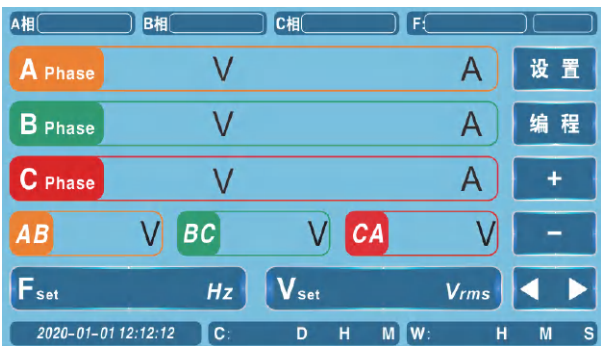 A相 B相 C相 F:
A Phase V A 设置
B Phase V A 编程
C Phase V A +
AB V BC V CA V −
Fset Hz Vset Vrms ◀ ▶
2020-01-01 12:12:12 C: D H M W: H M S